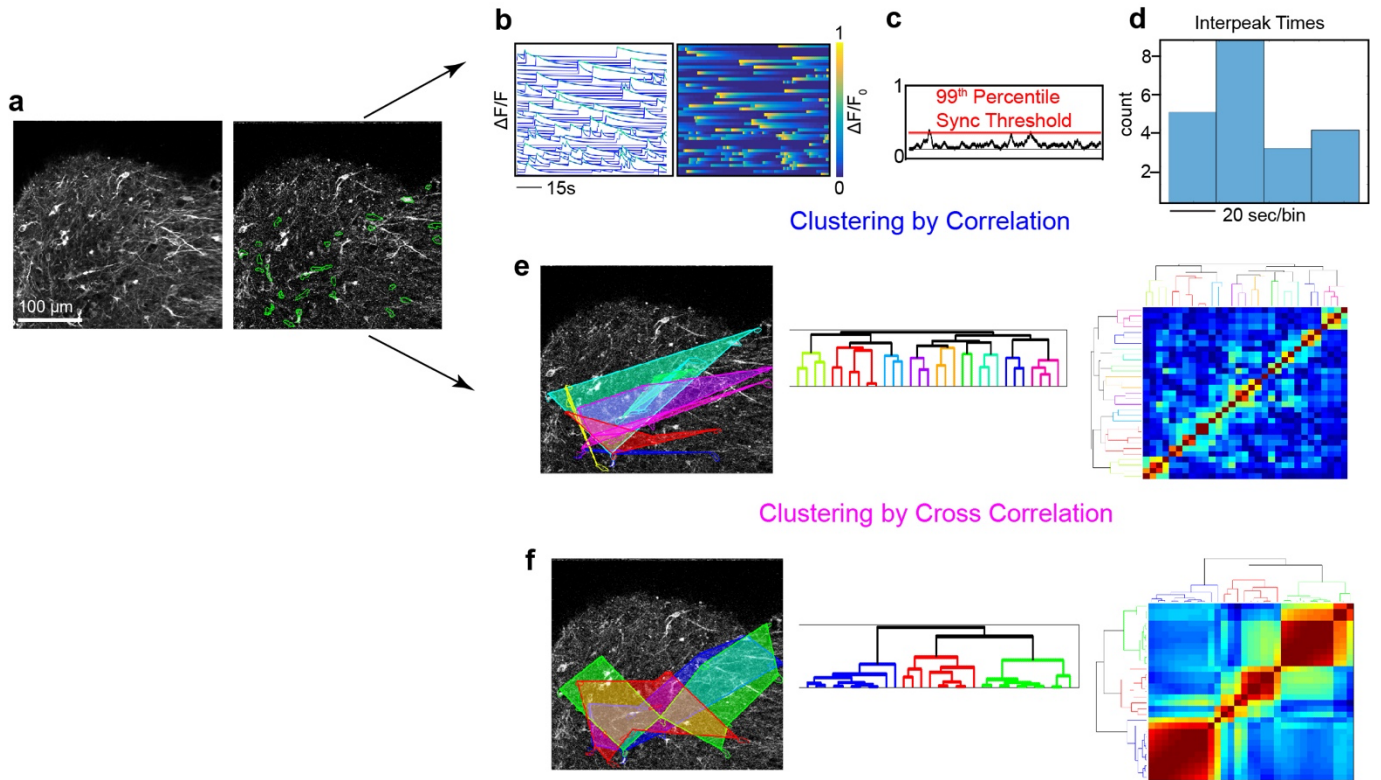 a
100 µm
b
ΔF/F
15s
1
ΔF/F0
0
c
1
99th Percentile
Sync Threshold
0
d
Interpeak Times
count
8
6
4
2
20 sec/bin
Clustering by Correlation
e
Clustering by Cross Correlation
f